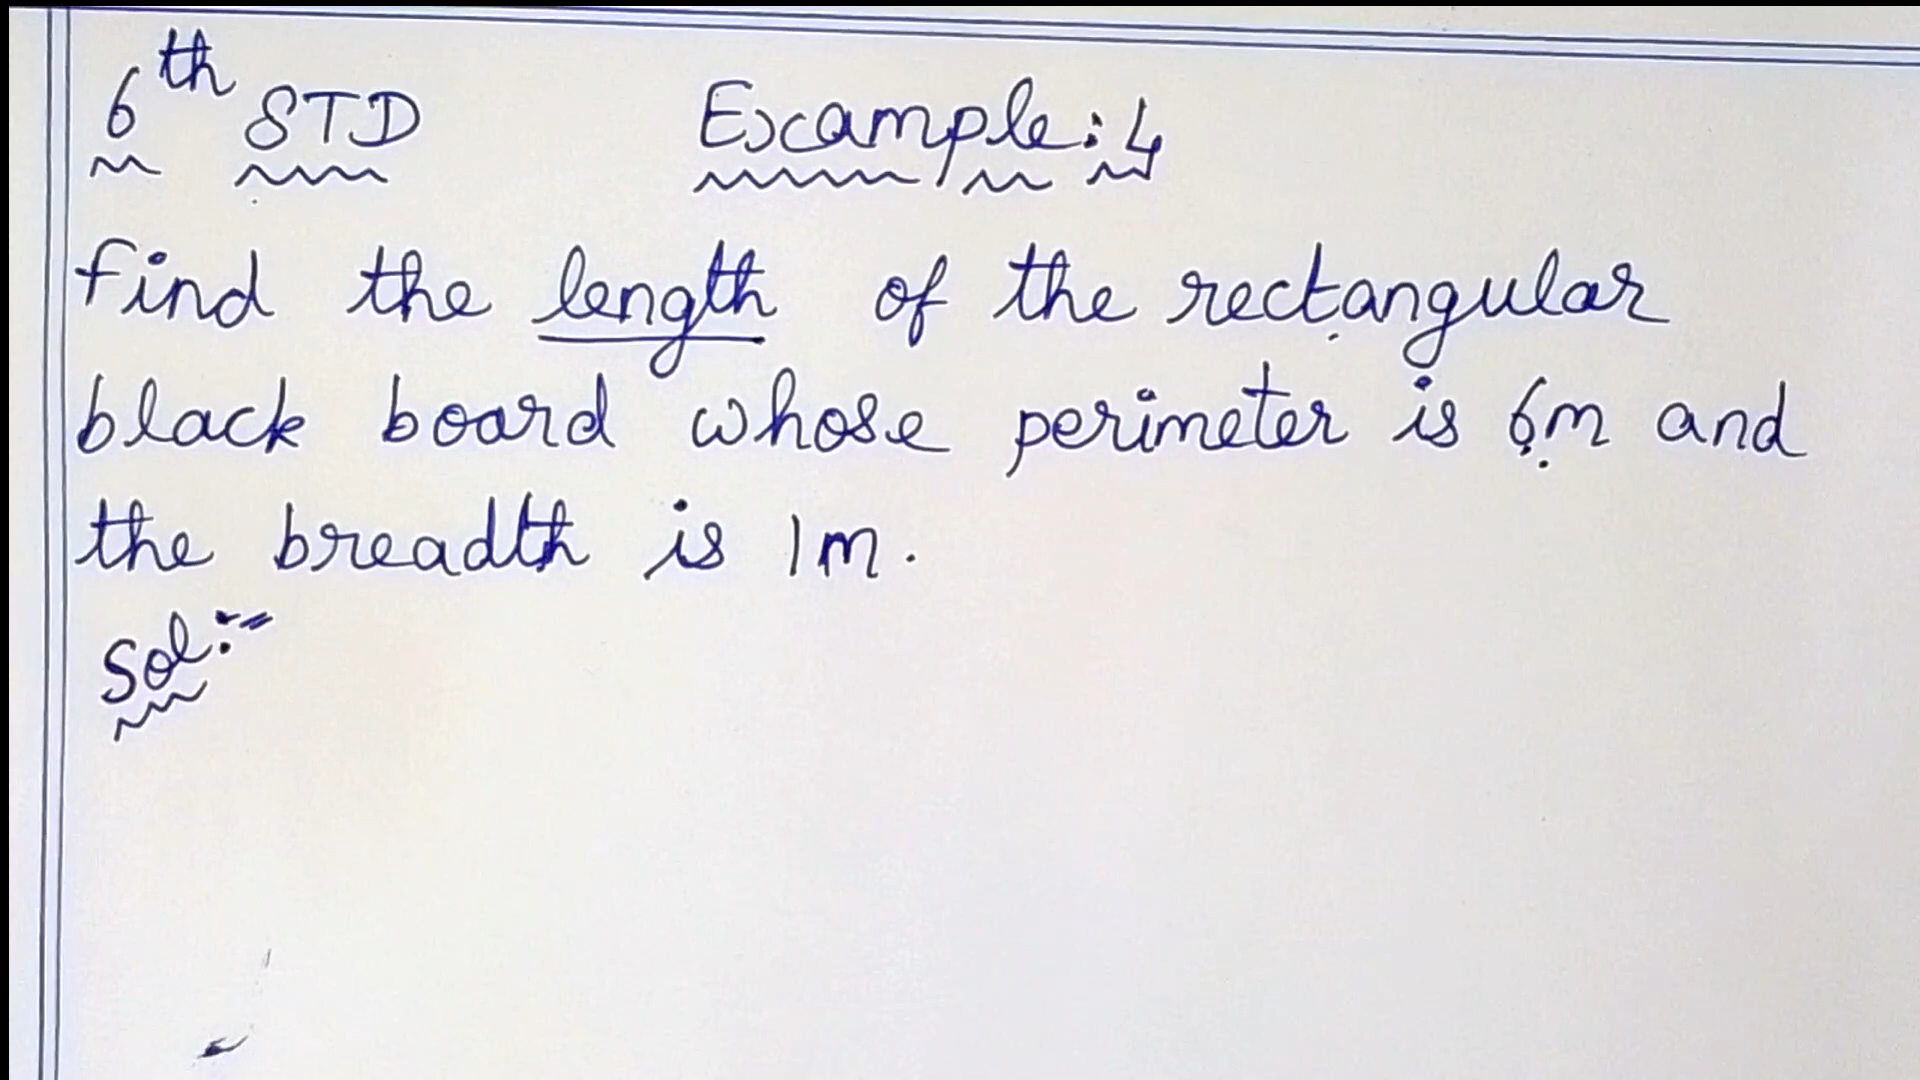 6th STD Example: 4
Find the length of the rectangular
black board whose perimeter is 6m and
the breadth is 1m.
Sol:-